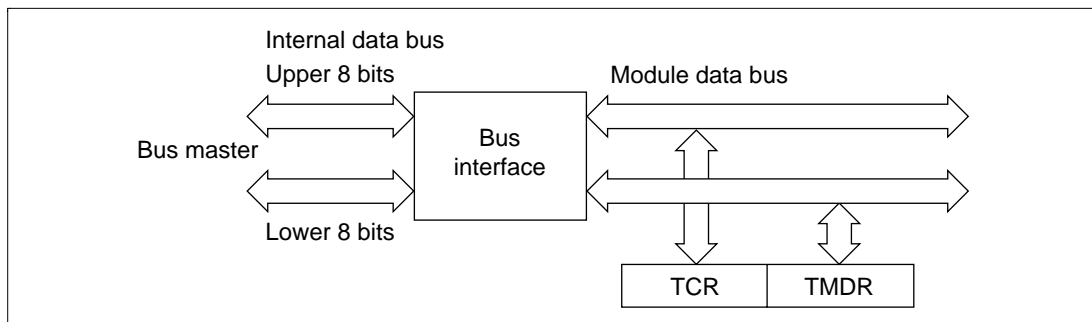 Internal data bus
Upper 8 bits
Module data bus
Bus master
Bus
interface
Lower 8 bits
TCR
TMDR